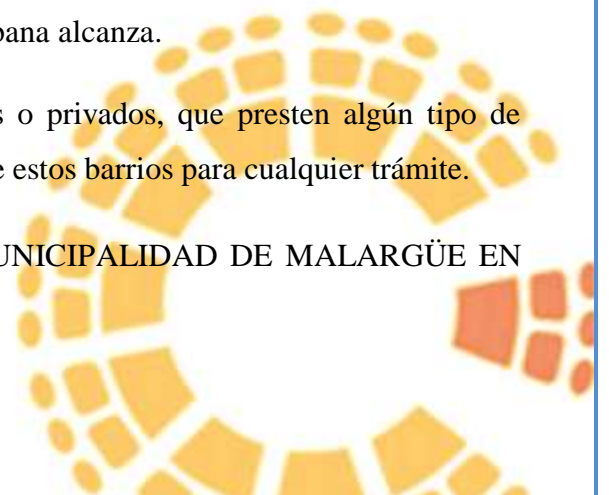 bana alcanza.
s o privados, que presten algún tipo de
e estos barrios para cualquier trámite.
UNICIPALIDAD DE MALARGÜE EN